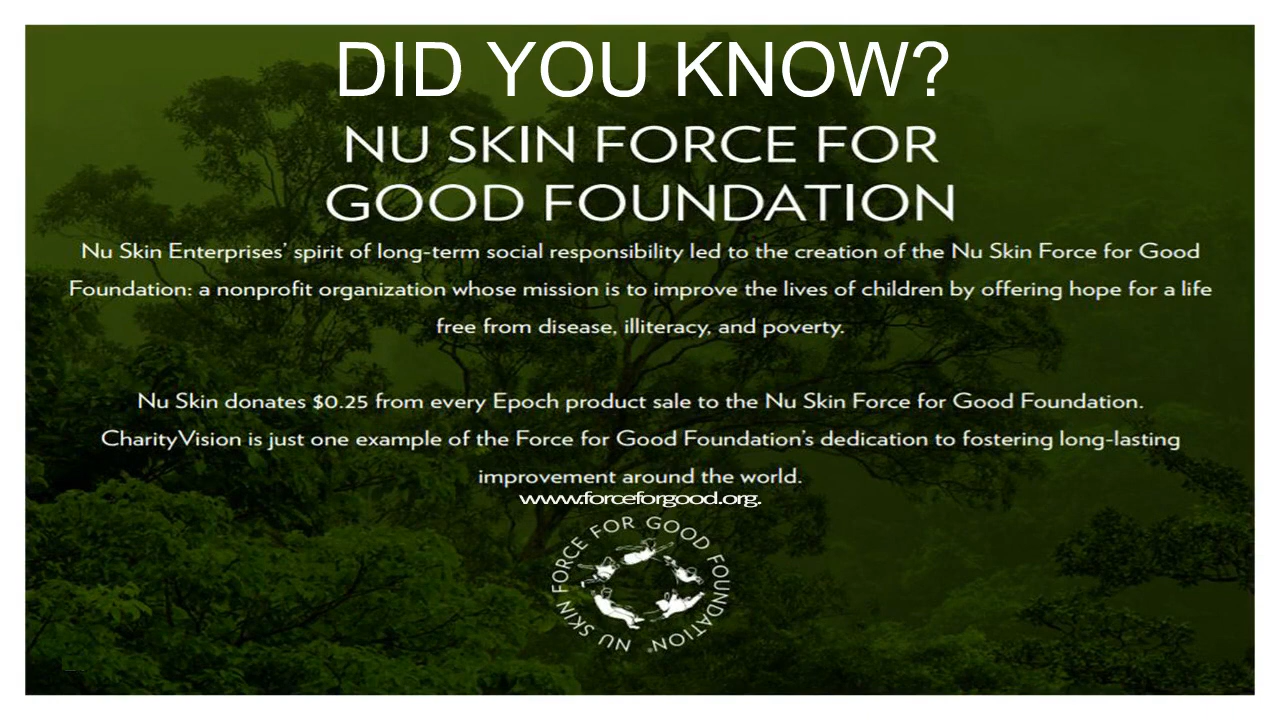 DID YOU KNOW?
NU SKIN FORCE FOR
GOOD FOUNDATION
Nu Skin Enterprises' spirit of long-term social responsibility led to the creation of the Nu Skin Force for Good
Foundation: a nonprofit organization whose mission is to improve the lives of children by offering hope for a life
free from disease, illiteracy, and poverty.
Nu Skin donates $0.25 from every Epoch product sale to the Nu Skin Force for Good Foundation.
CharityVision is just one example of the Force for Good Foundation's dedication to fostering long-lasting
improvement around the world.
www.forceforgood.org.
NU SKIN FORCE FOR GOOD FOUNDATION